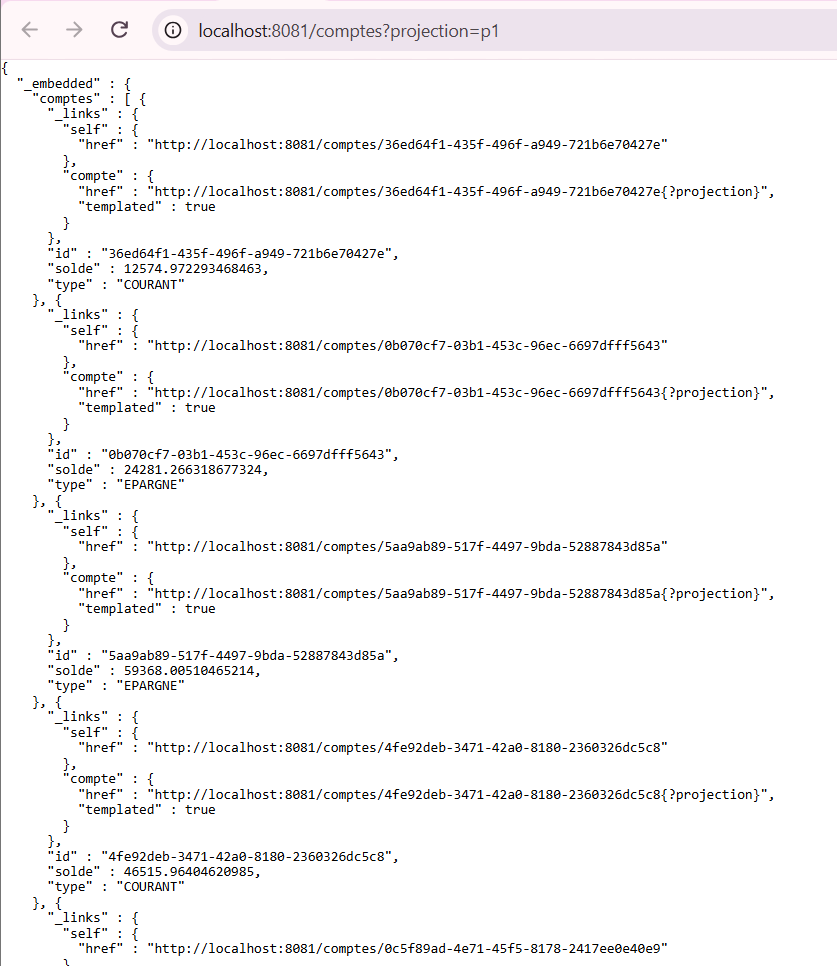 localhost:8081/comptes?projection=p1
{
  "_embedded" : {
    "comptes" : [ {
      "_links" : {
        "self" : {
          "href" : "http://localhost:8081/comptes/36ed64f1-435f-496f-a949-721b6e70427e"
        },
        "compte" : {
          "href" : "http://localhost:8081/comptes/36ed64f1-435f-496f-a949-721b6e70427e{?projection}",
          "templated" : true
        }
      },
      "id" : "36ed64f1-435f-496f-a949-721b6e70427e",
      "solde" : 12574.972293468463,
      "type" : "COURANT"
    }, {
      "_links" : {
        "self" : {
          "href" : "http://localhost:8081/comptes/0b070cf7-03b1-453c-96ec-6697dfff5643"
        },
        "compte" : {
          "href" : "http://localhost:8081/comptes/0b070cf7-03b1-453c-96ec-6697dfff5643{?projection}",
          "templated" : true
        }
      },
      "id" : "0b070cf7-03b1-453c-96ec-6697dfff5643",
      "solde" : 24281.266318677324,
      "type" : "EPARGNE"
    }, {
      "_links" : {
        "self" : {
          "href" : "http://localhost:8081/comptes/5aa9ab89-517f-4497-9bda-52887843d85a"
        },
        "compte" : {
          "href" : "http://localhost:8081/comptes/5aa9ab89-517f-4497-9bda-52887843d85a{?projection}",
          "templated" : true
        }
      },
      "id" : "5aa9ab89-517f-4497-9bda-52887843d85a",
      "solde" : 59368.00510465214,
      "type" : "EPARGNE"
    }, {
      "_links" : {
        "self" : {
          "href" : "http://localhost:8081/comptes/4fe92deb-3471-42a0-8180-2360326dc5c8"
        },
        "compte" : {
          "href" : "http://localhost:8081/comptes/4fe92deb-3471-42a0-8180-2360326dc5c8{?projection}",
          "templated" : true
        }
      },
      "id" : "4fe92deb-3471-42a0-8180-2360326dc5c8",
      "solde" : 46515.96404620985,
      "type" : "COURANT"
    }, {
      "_links" : {
        "self" : {
          "href" : "http://localhost:8081/comptes/0c5f89ad-4e71-45f5-8178-2417ee0e40e9"
        }